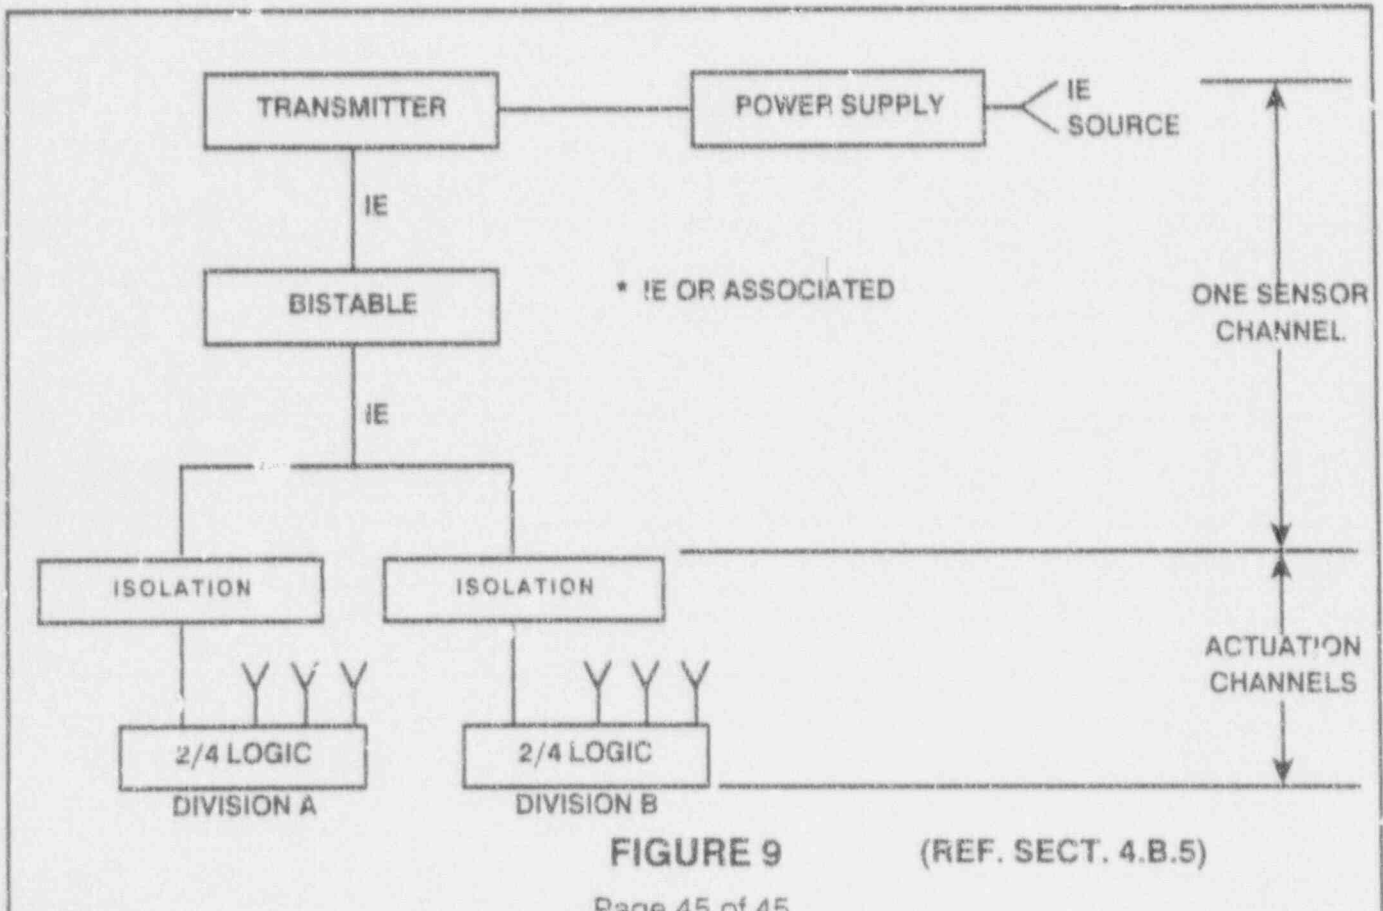 TRANSMITTER
POWER SUPPLY
IE
SOURCE
IE
BISTABLE
* IE OR ASSOCIATED
ONE SENSOR
CHANNEL
IE
ISOLATION
ISOLATION
ACTUATION
CHANNELS
2/4 LOGIC
2/4 LOGIC
DIVISION A
DIVISION B
FIGURE 9
(REF. SECT. 4.B.5)
Page 45 of 45